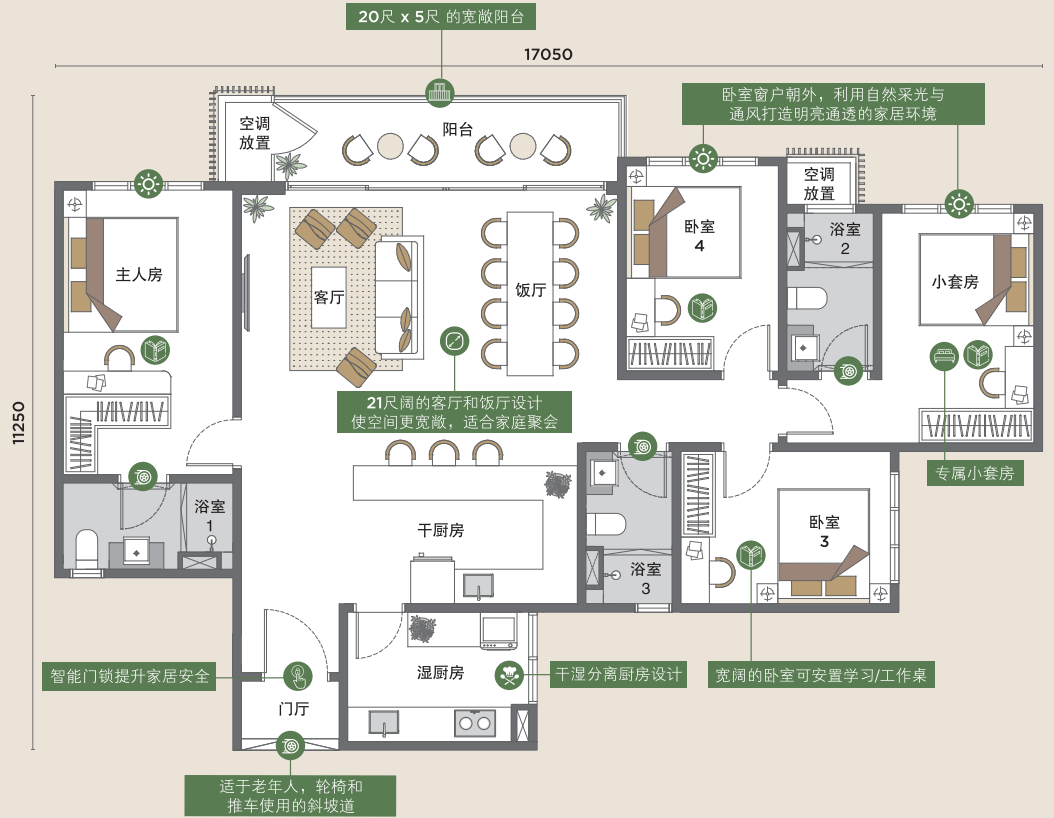 20尺 x 5尺 的宽敞阳台
17050
卧室窗户朝外，利用自然采光与
通风打造明亮通透的家居环境
空调
放置
阳台
空调
放置
11250
主人房
客厅
饭厅
卧室
4
浴室
2
小套房
21尺阔的客厅和饭厅设计
使空间更宽敞，适合家庭聚会
专属小套房
浴室
1
干厨房
浴室
3
卧室
3
智能门锁提升家居安全
门厅
湿厨房
干湿分离厨房设计
宽阔的卧室可安置学习/工作桌
适于老年人，轮椅和
推车使用的斜坡道